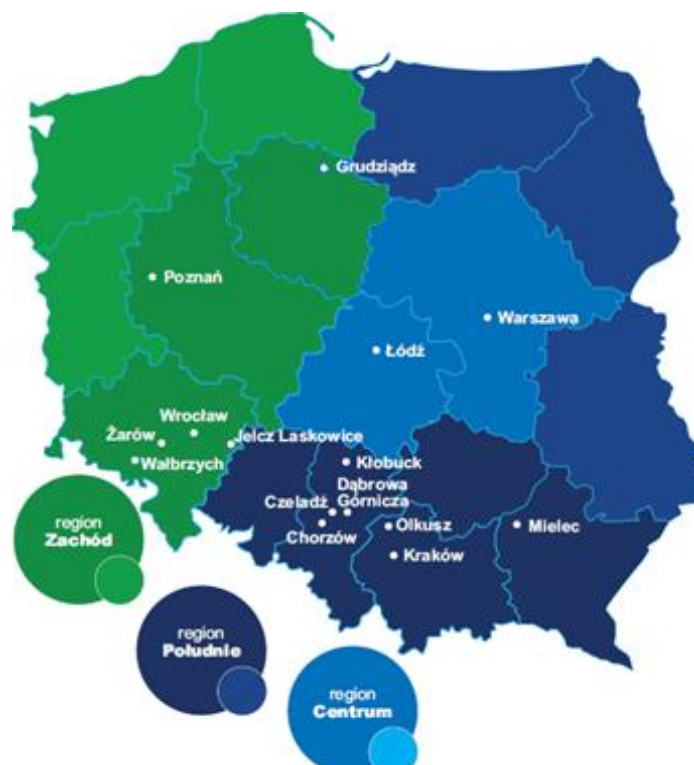 Grudziądz
Poznań
Warszawa
Łódź
Wrocław
Żarów
Jelcz Laskowice
Wałbrzych
Kłobuck
Dąbrowa
Górnicza
Czeladź
Chorzów
Olkusz
Mielec
Kraków
region
Zachód
region
Południe
region
Centrum